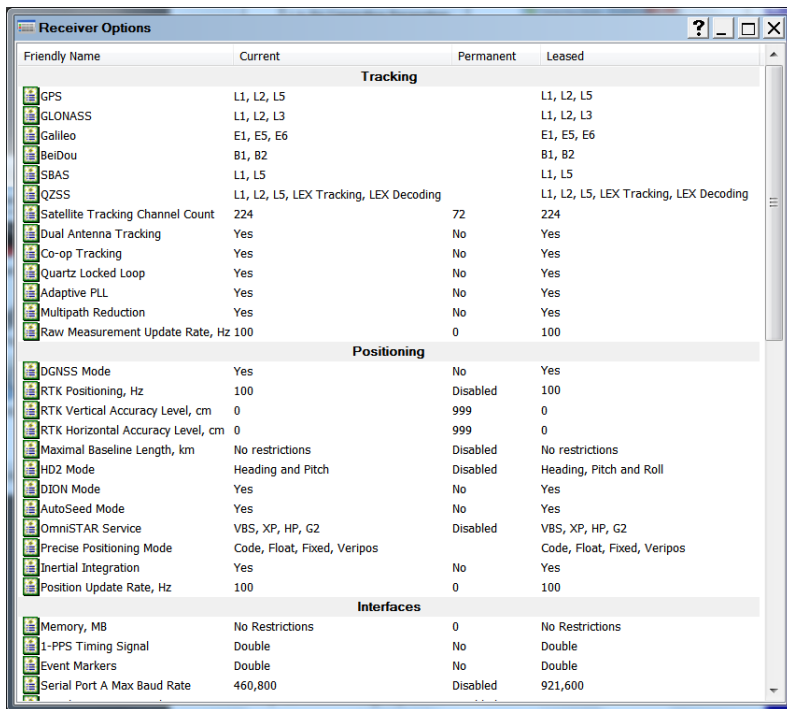 Receiver Options
?
Friendly Name Current Permanent Leased
Tracking
GPS L1, L2, L5 L1, L2, L5
GLONASS L1, L2, L3 L1, L2, L3
Galileo E1, E5, E6 E1, E5, E6
BeiDou B1, B2 B1, B2
SBAS L1, L5 L1, L5
QZSS L1, L2, L5, LEX Tracking, LEX Decoding L1, L2, L5, LEX Tracking, LEX Decoding
Satellite Tracking Channel Count 224 72 224
Dual Antenna Tracking Yes No Yes
Co-op Tracking Yes No Yes
Quartz Locked Loop Yes No Yes
Adaptive PLL Yes No Yes
Multipath Reduction Yes No Yes
Raw Measurement Update Rate, Hz 100 0 100
Positioning
DGNSS Mode Yes No Yes
RTK Positioning, Hz 100 Disabled 100
RTK Vertical Accuracy Level, cm 0 999 0
RTK Horizontal Accuracy Level, cm 0 999 0
Maximal Baseline Length, km No restrictions Disabled No restrictions
HD2 Mode Heading and Pitch Disabled Heading, Pitch and Roll
DION Mode Yes No Yes
AutoSeed Mode Yes No Yes
OmniSTAR Service VBS, XP, HP, G2 Disabled VBS, XP, HP, G2
Precise Positioning Mode Code, Float, Fixed, Veripos Code, Float, Fixed, Veripos
Inertial Integration Yes No Yes
Position Update Rate, Hz 100 0 100
Interfaces
Memory, MB No Restrictions 0 No Restrictions
1-PPS Timing Signal Double No Double
Event Markers Double No Double
Serial Port A Max Baud Rate 460,800 Disabled 921,600